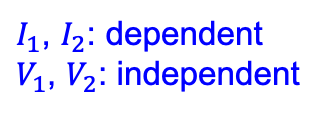 I₁, I₂: dependent
V₁, V₂: independent